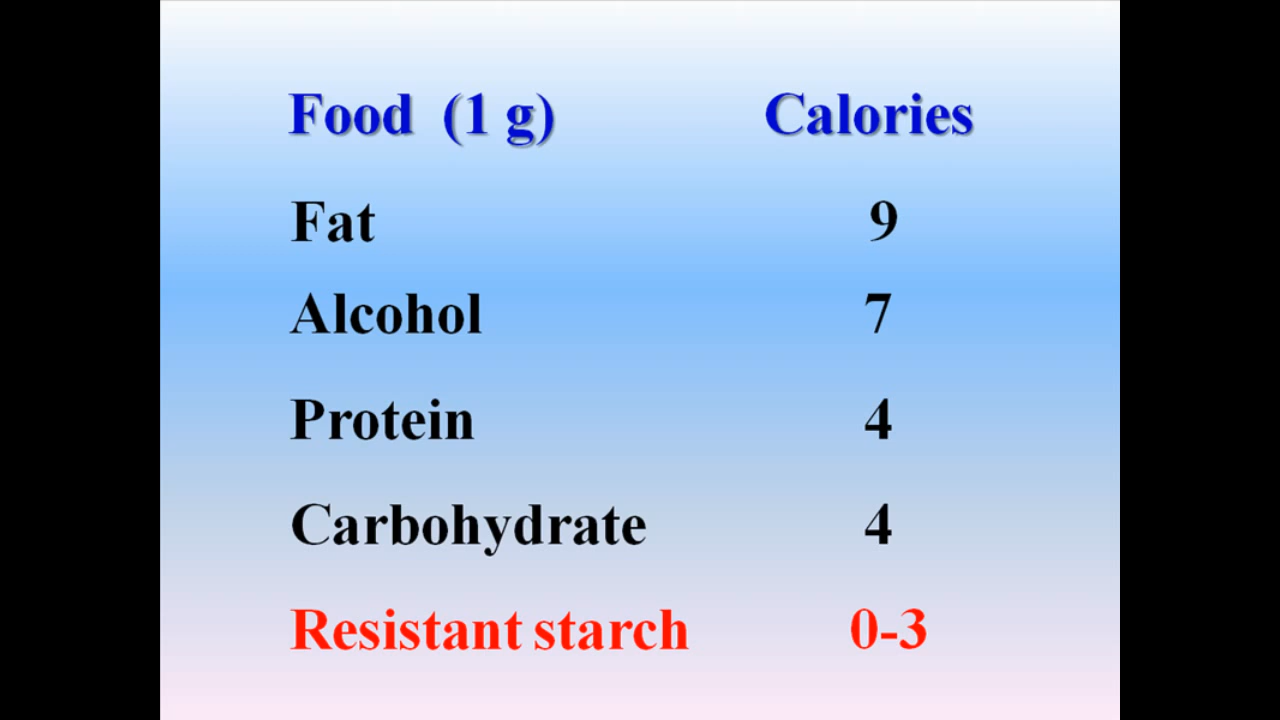 Food (1 g) Calories
Fat 9
Alcohol 7
Protein 4
Carbohydrate 4
Resistant starch 0-3